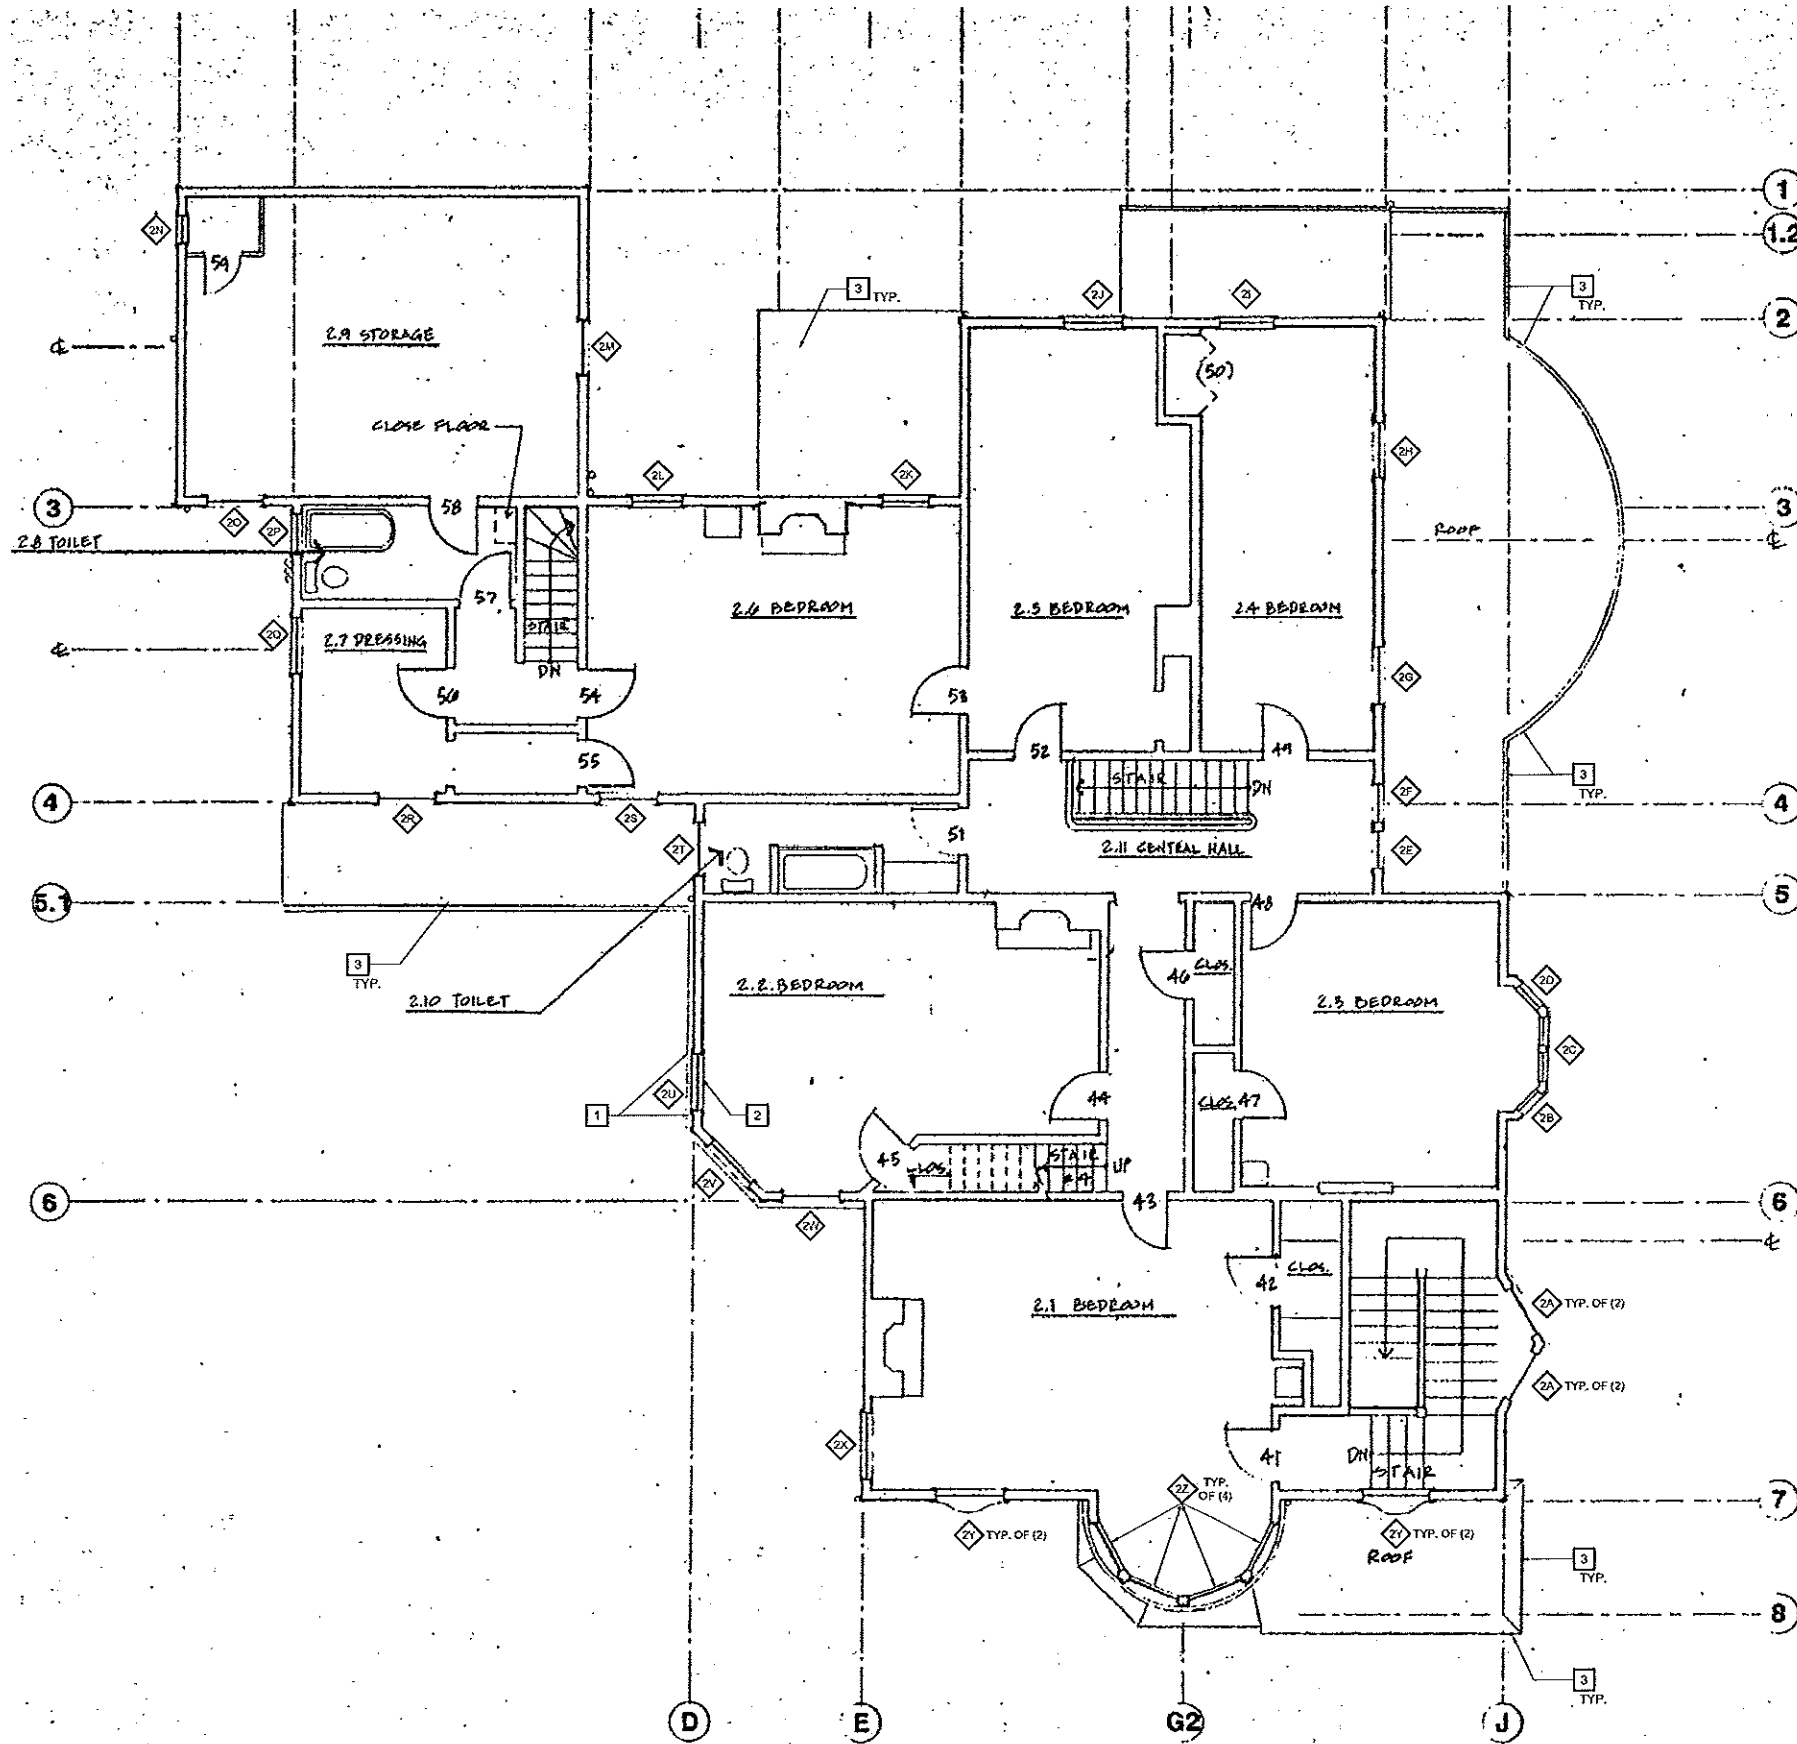 1
1.2
2N
59
3
TYP.
2J
2I
3
TYP.
2
2.9 STORAGE
2M
(50)
CLOSE FLOOR
2L
2K
2H
3
58
3
2O
2P
2.8 TOILET
ROOF
57
2.6 BEDROOM
2.5 BEDROOM
2.4 BEDROOM
2Q
2.7 DRESSING
STAIR
DN
56
54
53
2G
52
49
55
STAIR
DN
3
TYP.
4
2R
2S
2F
4
51
2T
2.11 CENTRAL HALL
2E
5.1
48
5
3
TYP.
2.10 TOILET
2.2 BEDROOM
46
CLOS.
2.3 BEDROOM
2D
2C
1
2U
2
44
CLOS.
47
2B
45
CLOS.
STAIR
#4
UP
2V
6
43
6
2W
42
CLOS.
2.1 BEDROOM
2A
TYP. OF (2)
2A
TYP. OF (2)
2X
41
DN
STAIR
2Z
TYP.
OF (4)
7
2Y
TYP. OF (2)
2Y
TYP. OF (2)
ROOF
3
TYP.
8
3
TYP.
D
E
G2
J